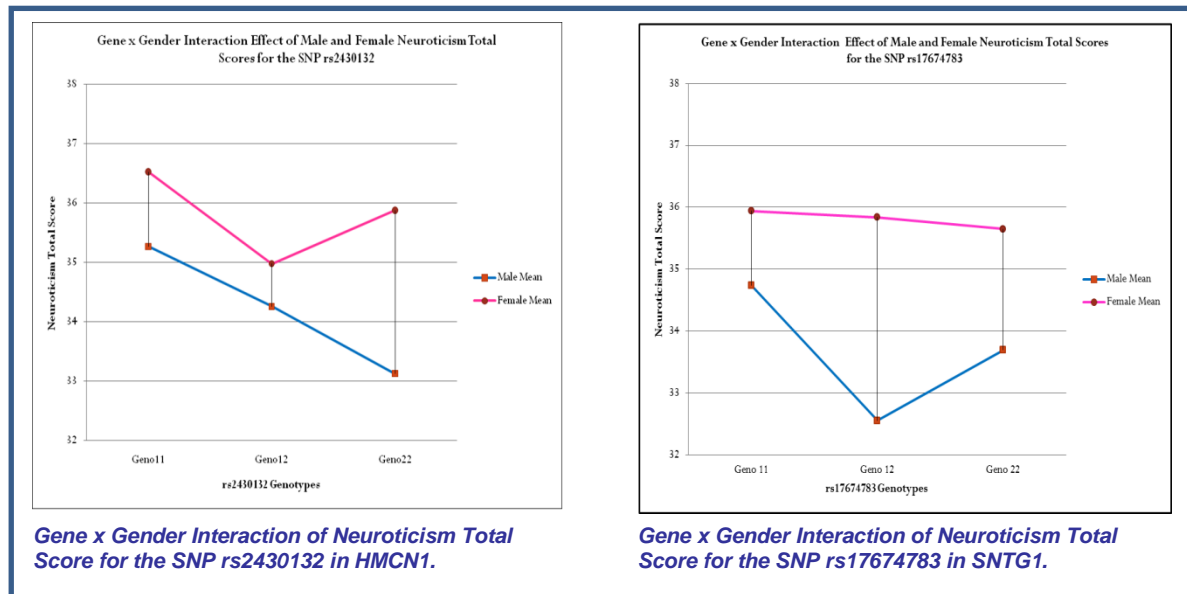 Gene x Gender Interaction Effect of Male and Female Neuroticism Total
Scores for the SNP rs2430132
38
37
36
35
34
33
32
Neuroticism Total Score
Geno11
Geno12
Geno22
rs2430132 Genotypes
Male Mean
Female Mean
Gene x Gender Interaction of Neuroticism Total
Score for the SNP rs2430132 in HMCN1.
Gene x Gender Interaction Effect of Male and Female Neuroticism Total Scores
for the SNP rs17674783
38
37
36
35
34
33
32
Neuroticism Total Score
Geno 11
Geno 12
Geno 22
rs17674783 Genotypes
Male Mean
Female Mean
Gene x Gender Interaction of Neuroticism Total
Score for the SNP rs17674783 in SNTG1.